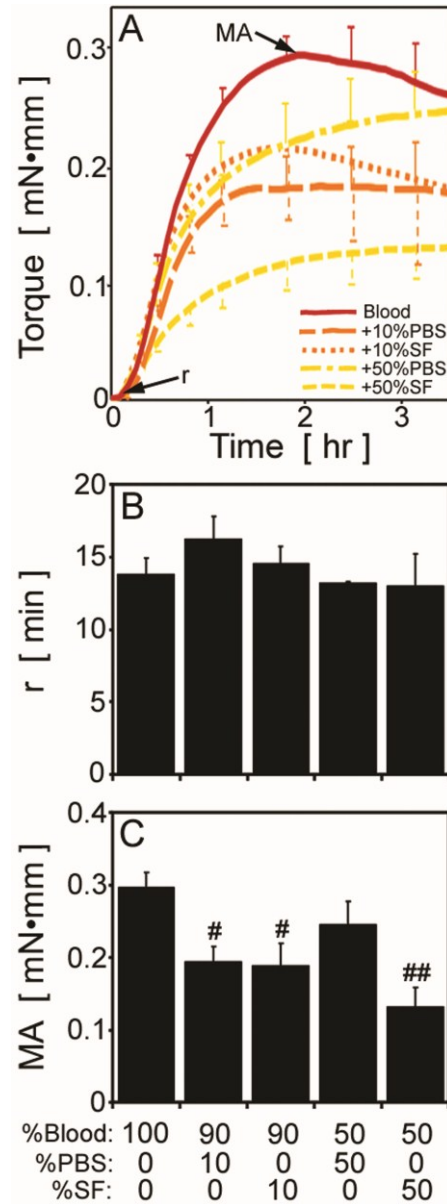 A
MA
0.3
0.2
0.1
0
Torque [ mN•mm ]
r
Blood
+10%PBS
+10%SF
+50%PBS
+50%SF
0 1 2 3
Time [ hr ]
B
20
15
10
5
0
r [ min ]
C
0.4
0.3
0.2
0.1
0
MA [ mN•mm ]
# # ##
%Blood: 100 90 90 50 50
%PBS: 0 10 0 50 0
%SF: 0 0 10 0 50